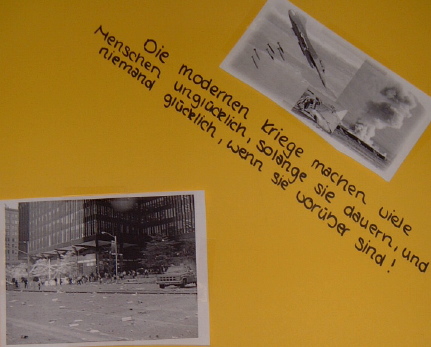 Die modernen Kriege machen viele
Menschen unglücklich, solange sie dauern, und
niemand glücklich, wenn sie vorüber sind!